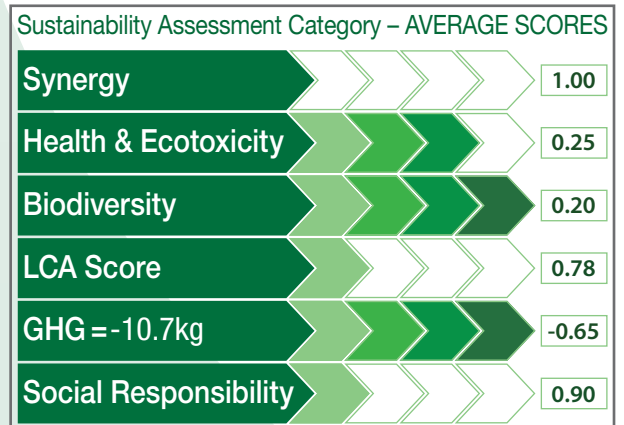 Sustainability Assessment Category – AVERAGE SCORES
Synergy 1.00
Health & Ecotoxicity 0.25
Biodiversity 0.20
LCA Score 0.78
GHG = -10.7kg -0.65
Social Responsibility 0.90